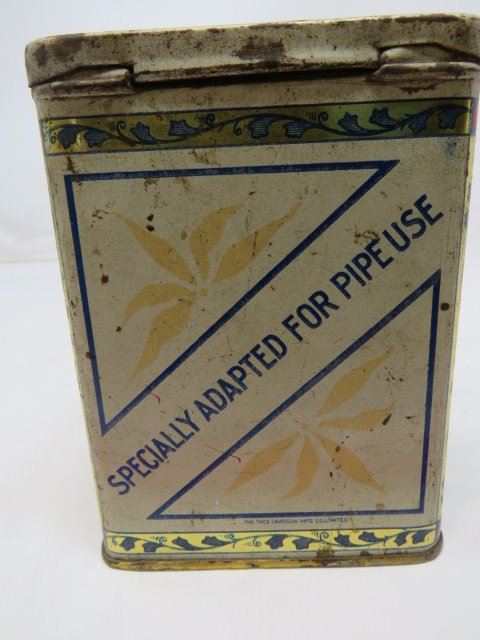 SPECIALLY ADAPTED FOR PIPE USE
THE THOS DAVIDSON MFG. CO. LIMITED